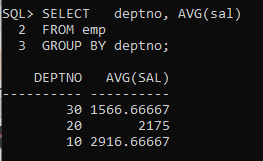 SQL> SELECT   deptno, AVG(sal)
  2  FROM emp
  3  GROUP BY deptno;
    DEPTNO   AVG(SAL)
---------- ----------
        30 1566.66667
        20       2175
        10 2916.66667